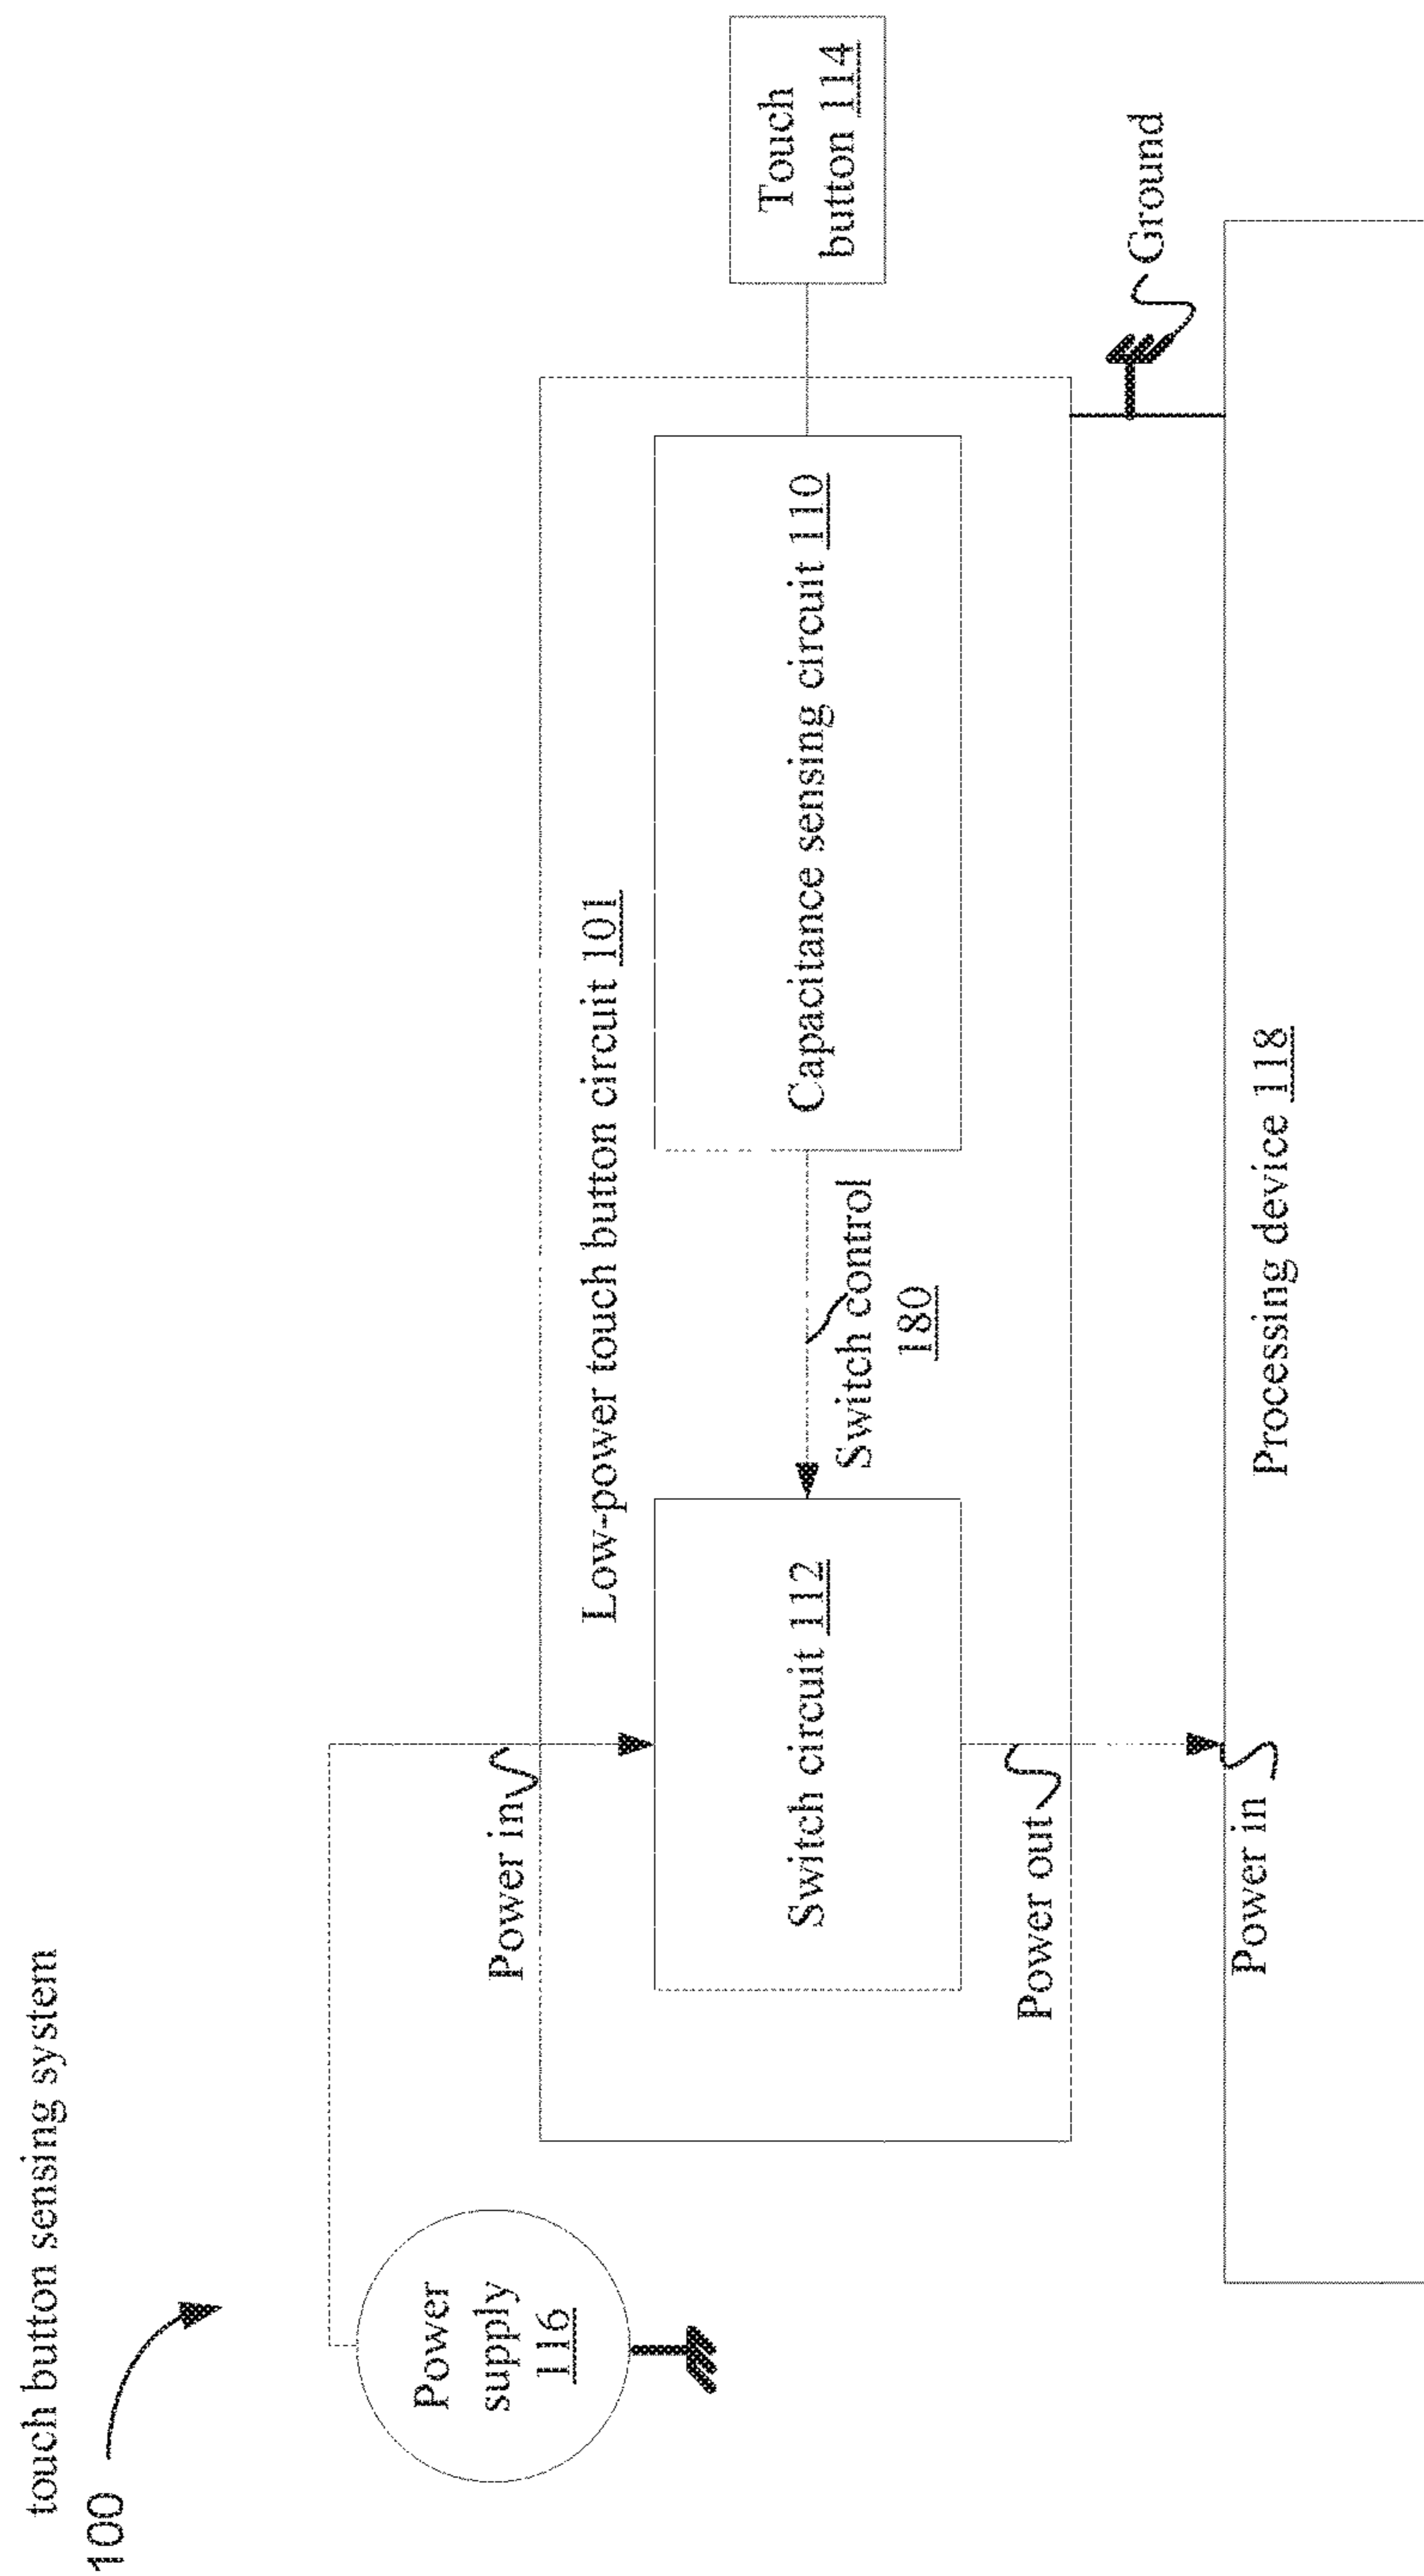 touch button sensing system
100
Power
supply
116
Power in
Low-power touch button circuit 101
Switch circuit 112
Switch control
180
Capacitance sensing circuit 110
Touch
button 114
Power out
Ground
Power in
Processing device 118